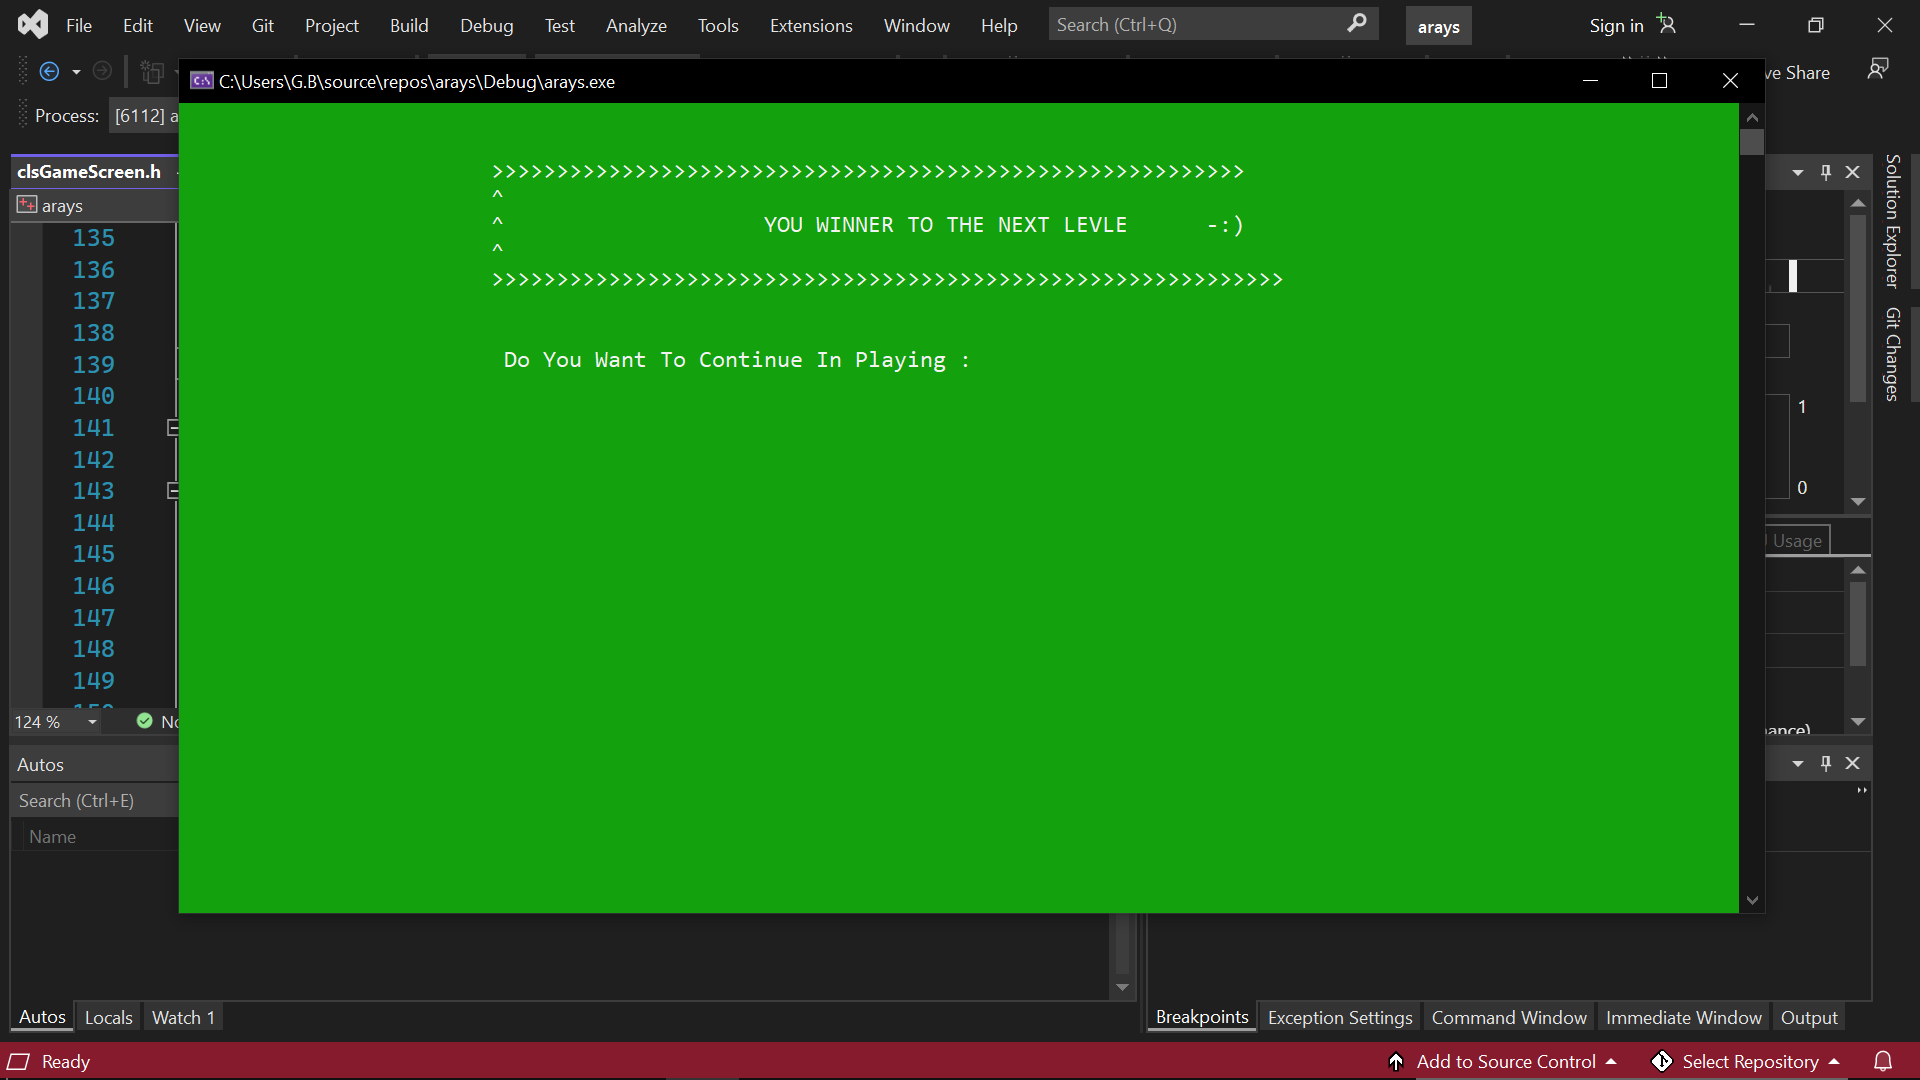 File Edit View Git Project Build Debug Test Analyze Tools Extensions Window Help Search (Ctrl+Q) arays Sign in
C:\Users\G.B\source\repos\arays\Debug\arays.exe
ve Share
Process: [6112] a
>>>>>>>>>>>>>>>>>>>>>>>>>>>>>>>>>>>>>>>>>>>>>>>>>>>>>>>>>>
^
^ YOU WINNER TO THE NEXT LEVLE -:)
^
>>>>>>>>>>>>>>>>>>>>>>>>>>>>>>>>>>>>>>>>>>>>>>>>>>>>>>>>>>>>>
Do You Want To Continue In Playing :
clsGameScreen.h
arays
135
136
137
138
139
140
141
142
143
144
145
146
147
148
149
124 % No
Solution Explorer
Git Changes
1
0
Usage
ance)
Autos
Search (Ctrl+E)
Name
Autos Locals Watch 1
Breakpoints Exception Settings Command Window Immediate Window Output
Ready Add to Source Control Select Repository